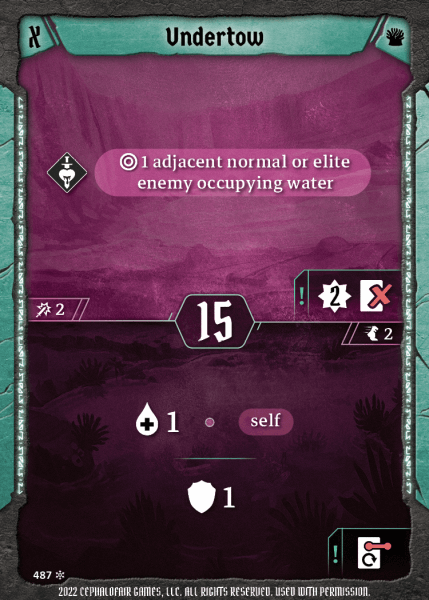 Undertow
1 adjacent normal or elite
enemy occupying water
! 2
2
15
2
1 self
1
!
487
2022 CEPHALOFAIR GAMES, LLC. ALL RIGHTS RESERVED. USED WITH PERMISSION.